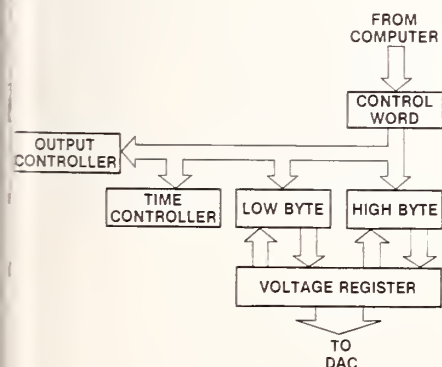 FROM
COMPUTER
CONTROL
WORD
OUTPUT
CONTROLLER
TIME
CONTROLLER
LOW BYTE
HIGH BYTE
VOLTAGE REGISTER
TO
DAC